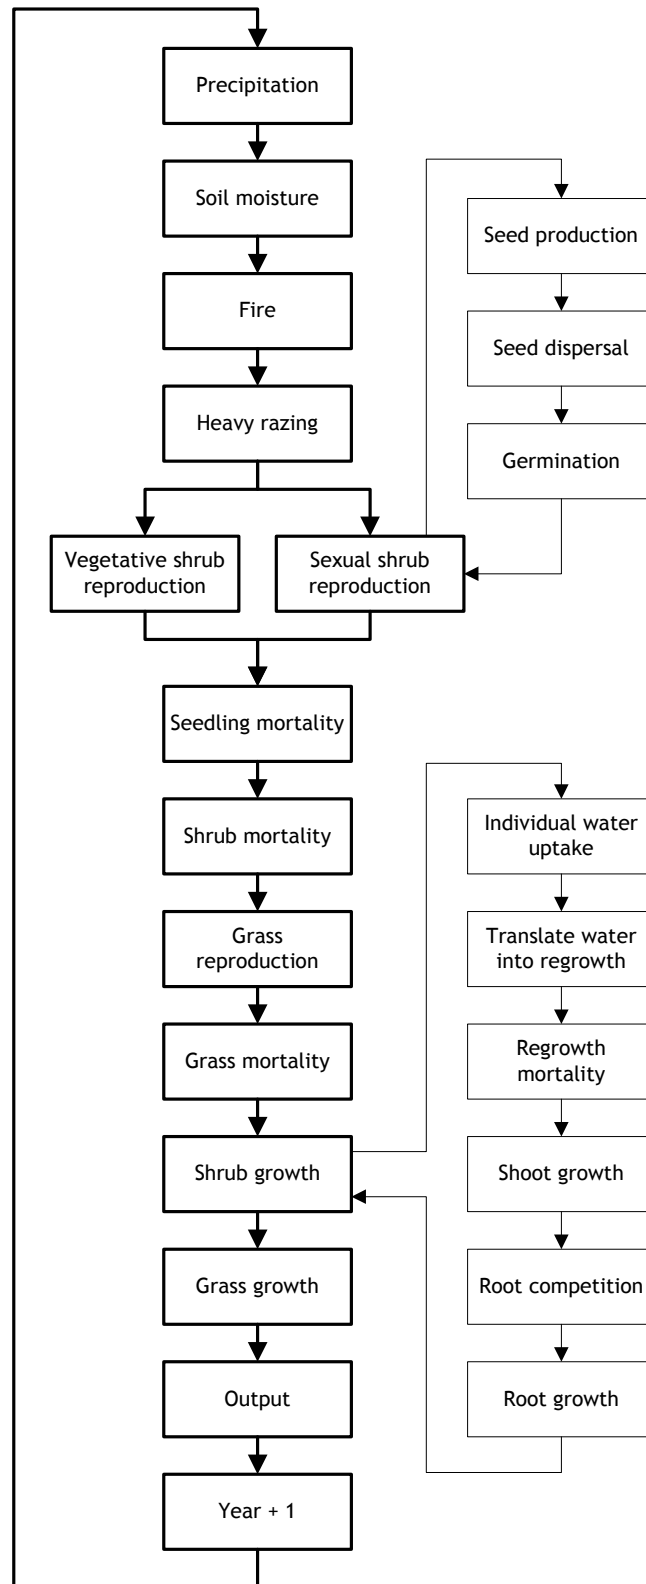 Precipitation
Soil moisture
Fire
Heavy razing
Vegetative shrub
reproduction
Sexual shrub
reproduction
Seed production
Seed dispersal
Germination
Seedling mortality
Shrub mortality
Grass
reproduction
Grass mortality
Shrub growth
Grass growth
Output
Year + 1
Individual water
uptake
Translate water
into regrowth
Regrowth
mortality
Shoot growth
Root competition
Root growth